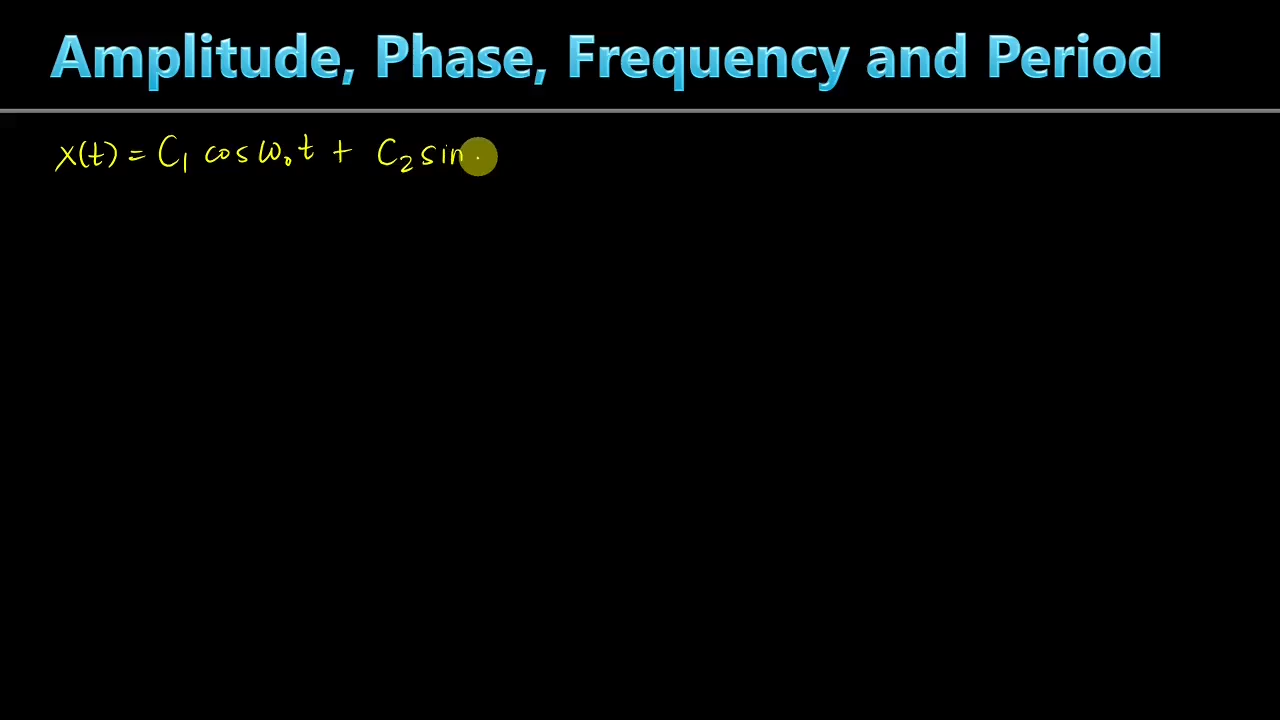 Amplitude, Phase, Frequency and Period
x(t) = C₁ cos ω₀t + C₂ sin